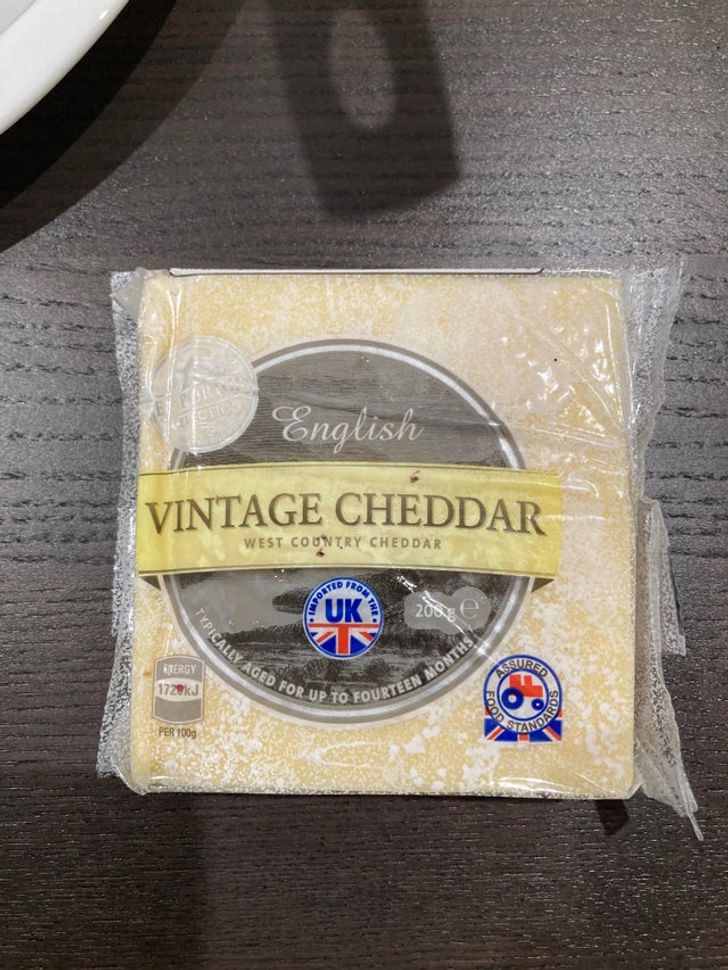 English
VINTAGE CHEDDAR
WEST COUNTRY CHEDDAR
IMPORTED FROM THE
UK
200 g e
TYPICALLY AGED FOR UP TO FOURTEEN MONTHS
ENERGY
PER 100g
ASSURED
FOOD STANDARDS